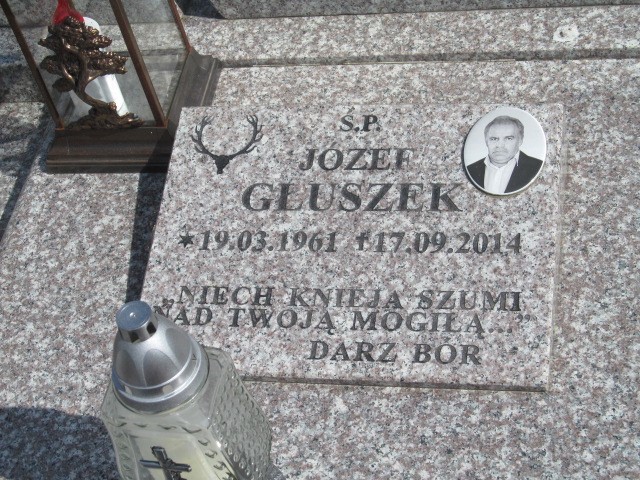 Ś.P.
JÓZEF
GŁUSZEK
*19.03.1961 †17.09.2014
„NIECH KNIEJA SZUMI
NAD TWOJĄ MOGIŁĄ..."
DARZ BÓR